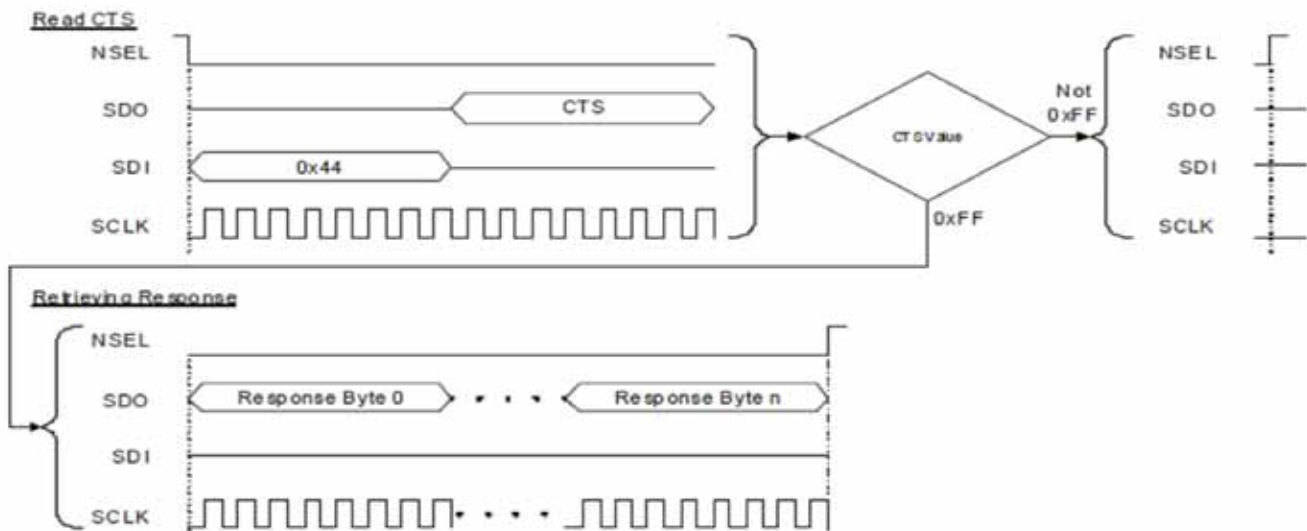 Read CTS
NSEL
SDO
CTS
SDI
0x44
SCLK
CTS Value
Not
0xFF
0xFF
NSEL
SDO
SDI
SCLK
Retrieving Response
NSEL
SDO
Response Byte 0
Response Byte n
SDI
SCLK